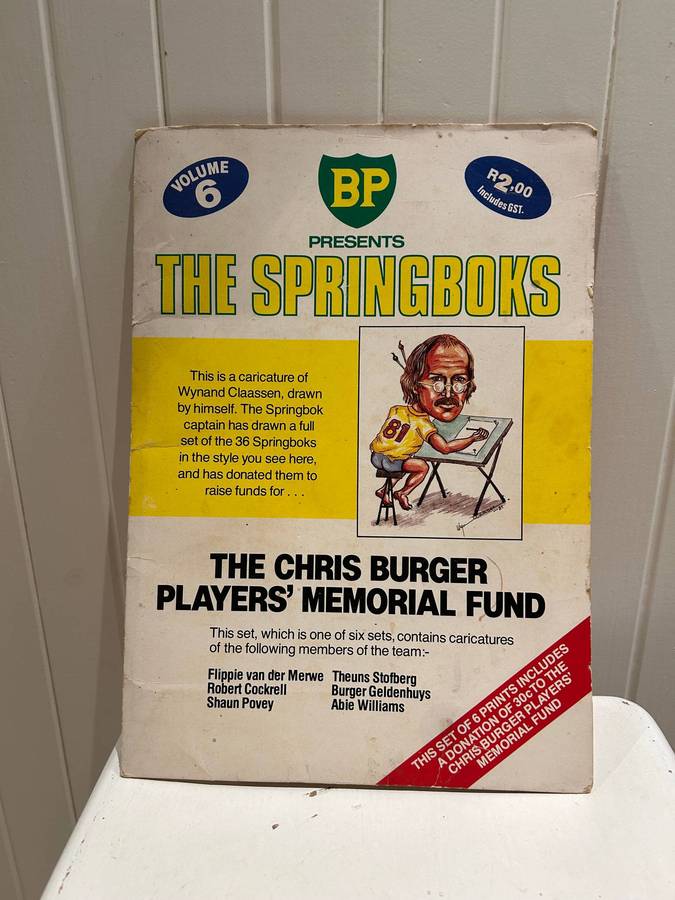 VOLUME
6
BP
R2,00
Includes GST.
PRESENTS
THE SPRINGBOKS
This is a caricature of
Wynand Claassen, drawn
by himself. The Springbok
captain has drawn a full
set of the 36 Springboks
in the style you see here,
and has donated them to
raise funds for . . .
81
THE CHRIS BURGER
PLAYERS' MEMORIAL FUND
This set, which is one of six sets, contains caricatures
of the following members of the team:-
Flippie van der Merwe Theuns Stofberg
Robert Cockrell Burger Geldenhuys
Shaun Povey Abie Williams
THIS SET OF 6 PRINTS INCLUDES
A DONATION OF 30c TO THE
CHRIS BURGER PLAYERS'
MEMORIAL FUND